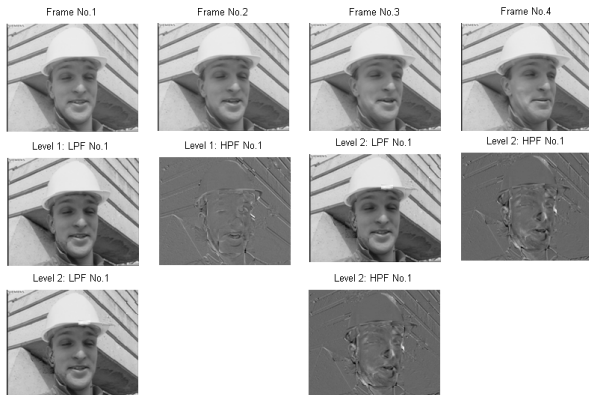 Frame No.1
Frame No.2
Frame No.3
Frame No.4
Level 1: LPF No.1
Level 1: HPF No.1
Level 2: LPF No.1
Level 2: HPF No.1
Level 2: LPF No.1
Level 2: HPF No.1